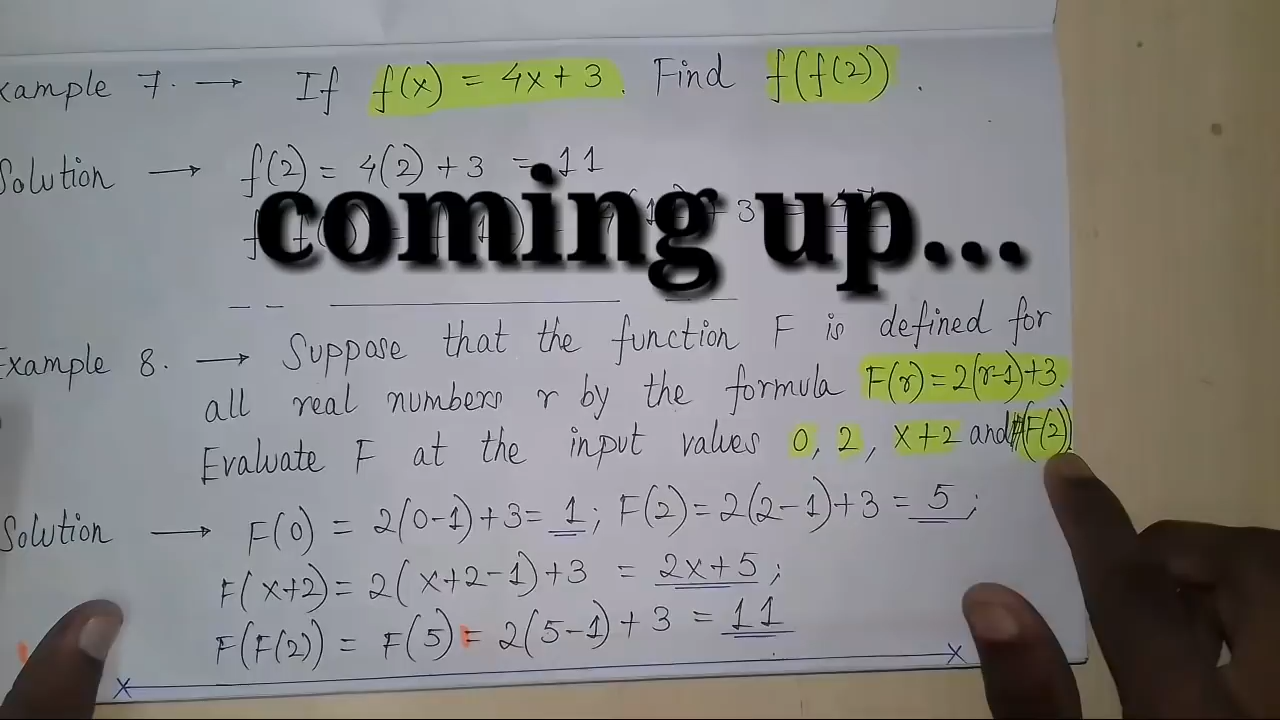 xample 7. → If f(x) = 4x + 3. Find f(f(2)).
Solution → f(2) = 4(2) + 3 = 11
coming up...
Example 8. → Suppose that the function F is defined for
all real numbers r by the formula F(r) = 2(r-1)+3.
Evaluate F at the input values 0, 2, x+2 and F(2).
Solution → F(0) = 2(0-1)+3 = 1; F(2) = 2(2-1)+3 = 5;
F(x+2) = 2(x+2-1)+3 = 2x+5;
F(F(2)) = F(5) = 2(5-1)+3 = 11